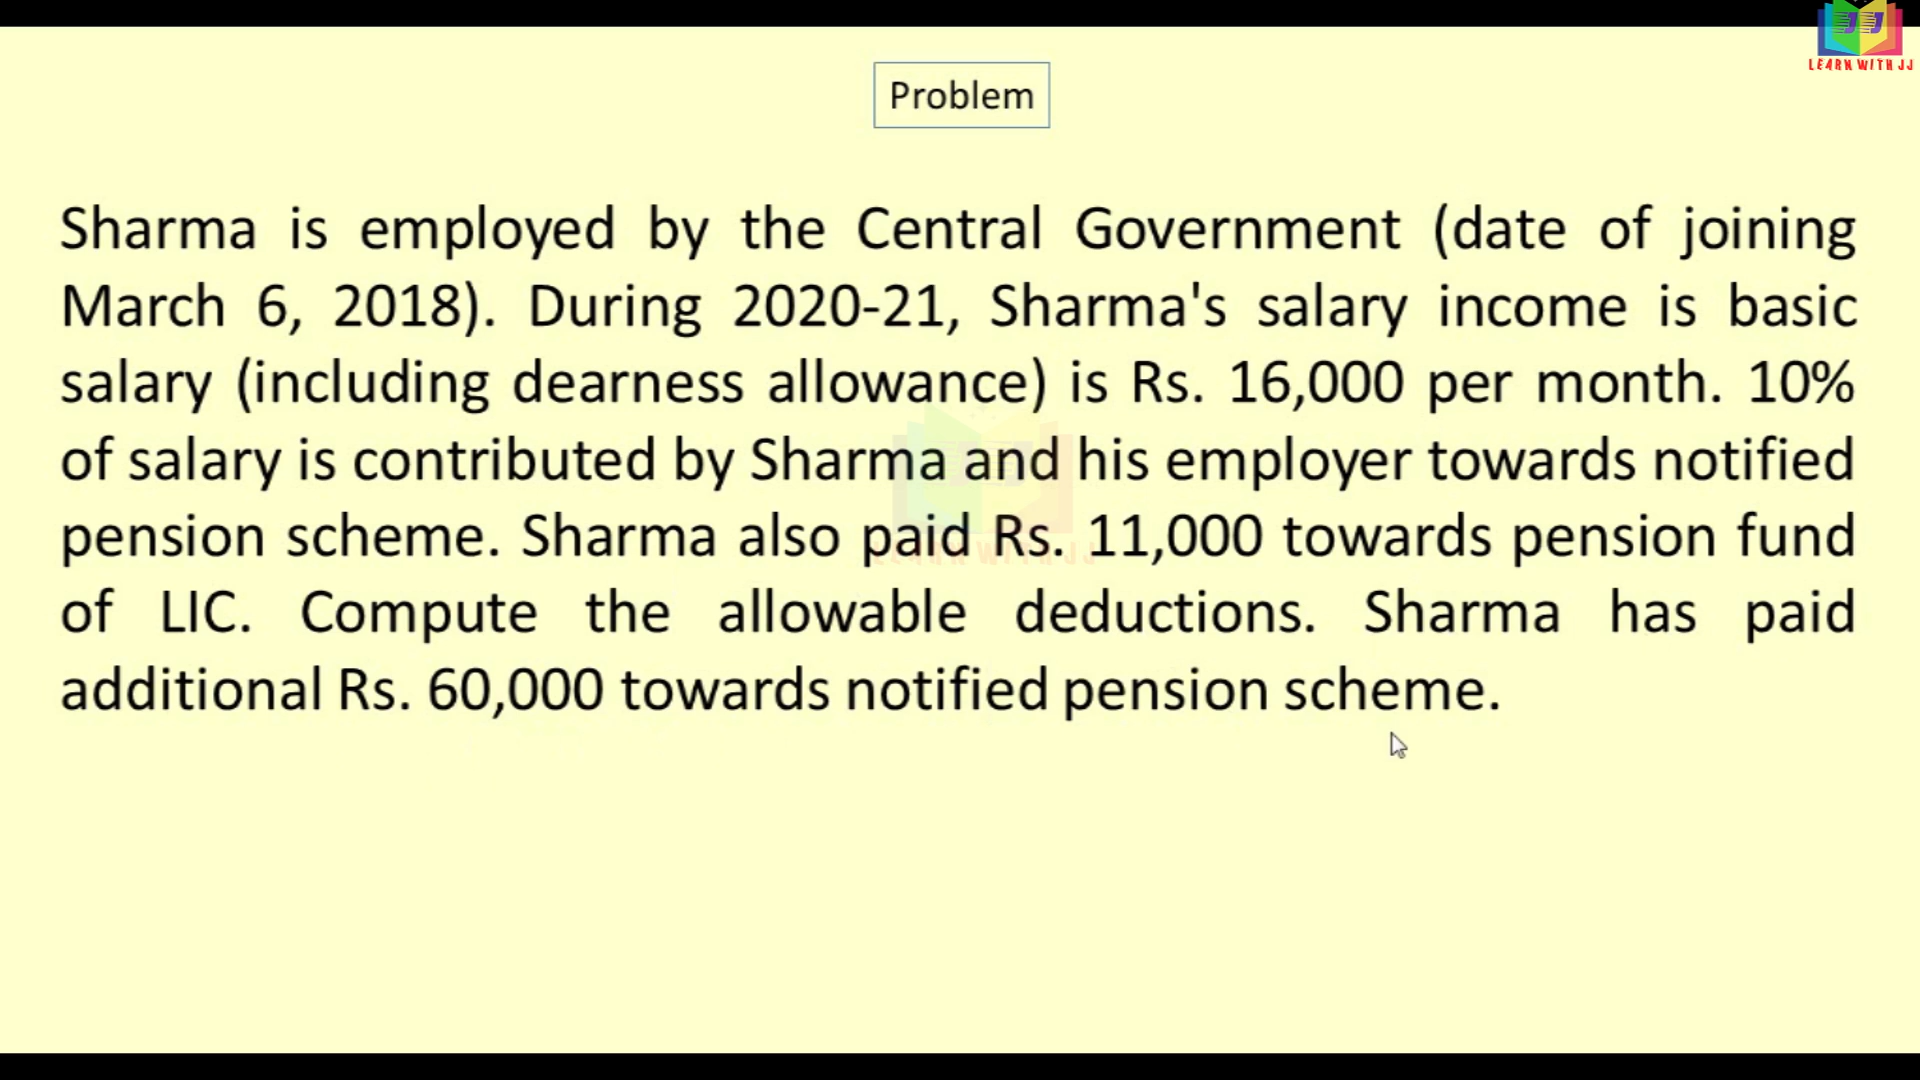 LEARN WITH JJ
Problem
Sharma is employed by the Central Government (date of joining
March 6, 2018). During 2020-21, Sharma's salary income is basic
salary (including dearness allowance) is Rs. 16,000 per month. 10%
of salary is contributed by Sharma and his employer towards notified
pension scheme. Sharma also paid Rs. 11,000 towards pension fund
of LIC. Compute the allowable deductions. Sharma has paid
additional Rs. 60,000 towards notified pension scheme.
LEARN WITH JJ